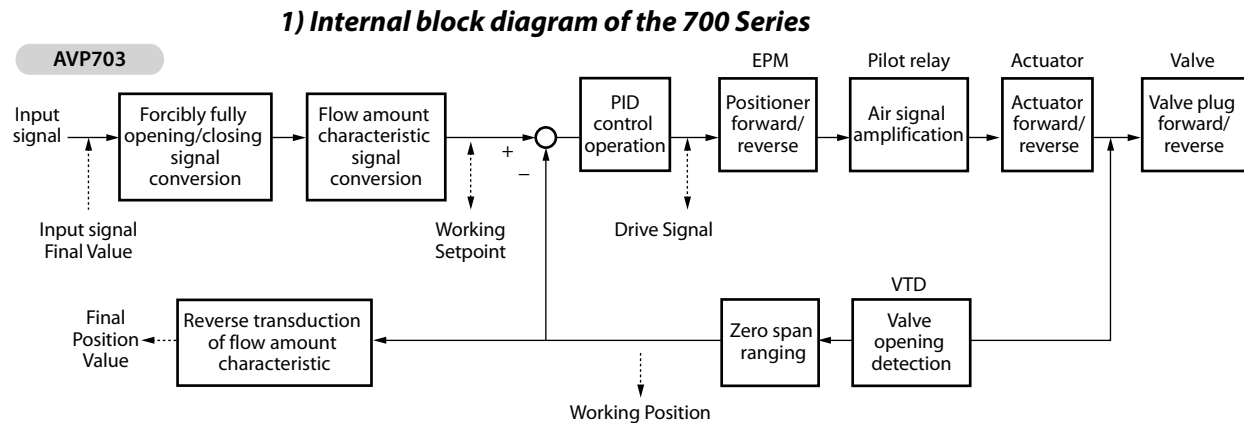 1) Internal block diagram of the 700 Series
AVP703
Input
signal
Forcibly fully
opening/closing
signal
conversion
Flow amount
characteristic
signal
conversion
+
−
PID
control
operation
EPM
Positioner
forward/
reverse
Pilot relay
Air signal
amplification
Actuator
Actuator
forward/
reverse
Valve
Valve plug
forward/
reverse
Input signal
Final Value
Working
Setpoint
Drive Signal
Final
Position
Value
Reverse transduction
of flow amount
characteristic
Zero span
ranging
VTD
Valve
opening
detection
Working Position